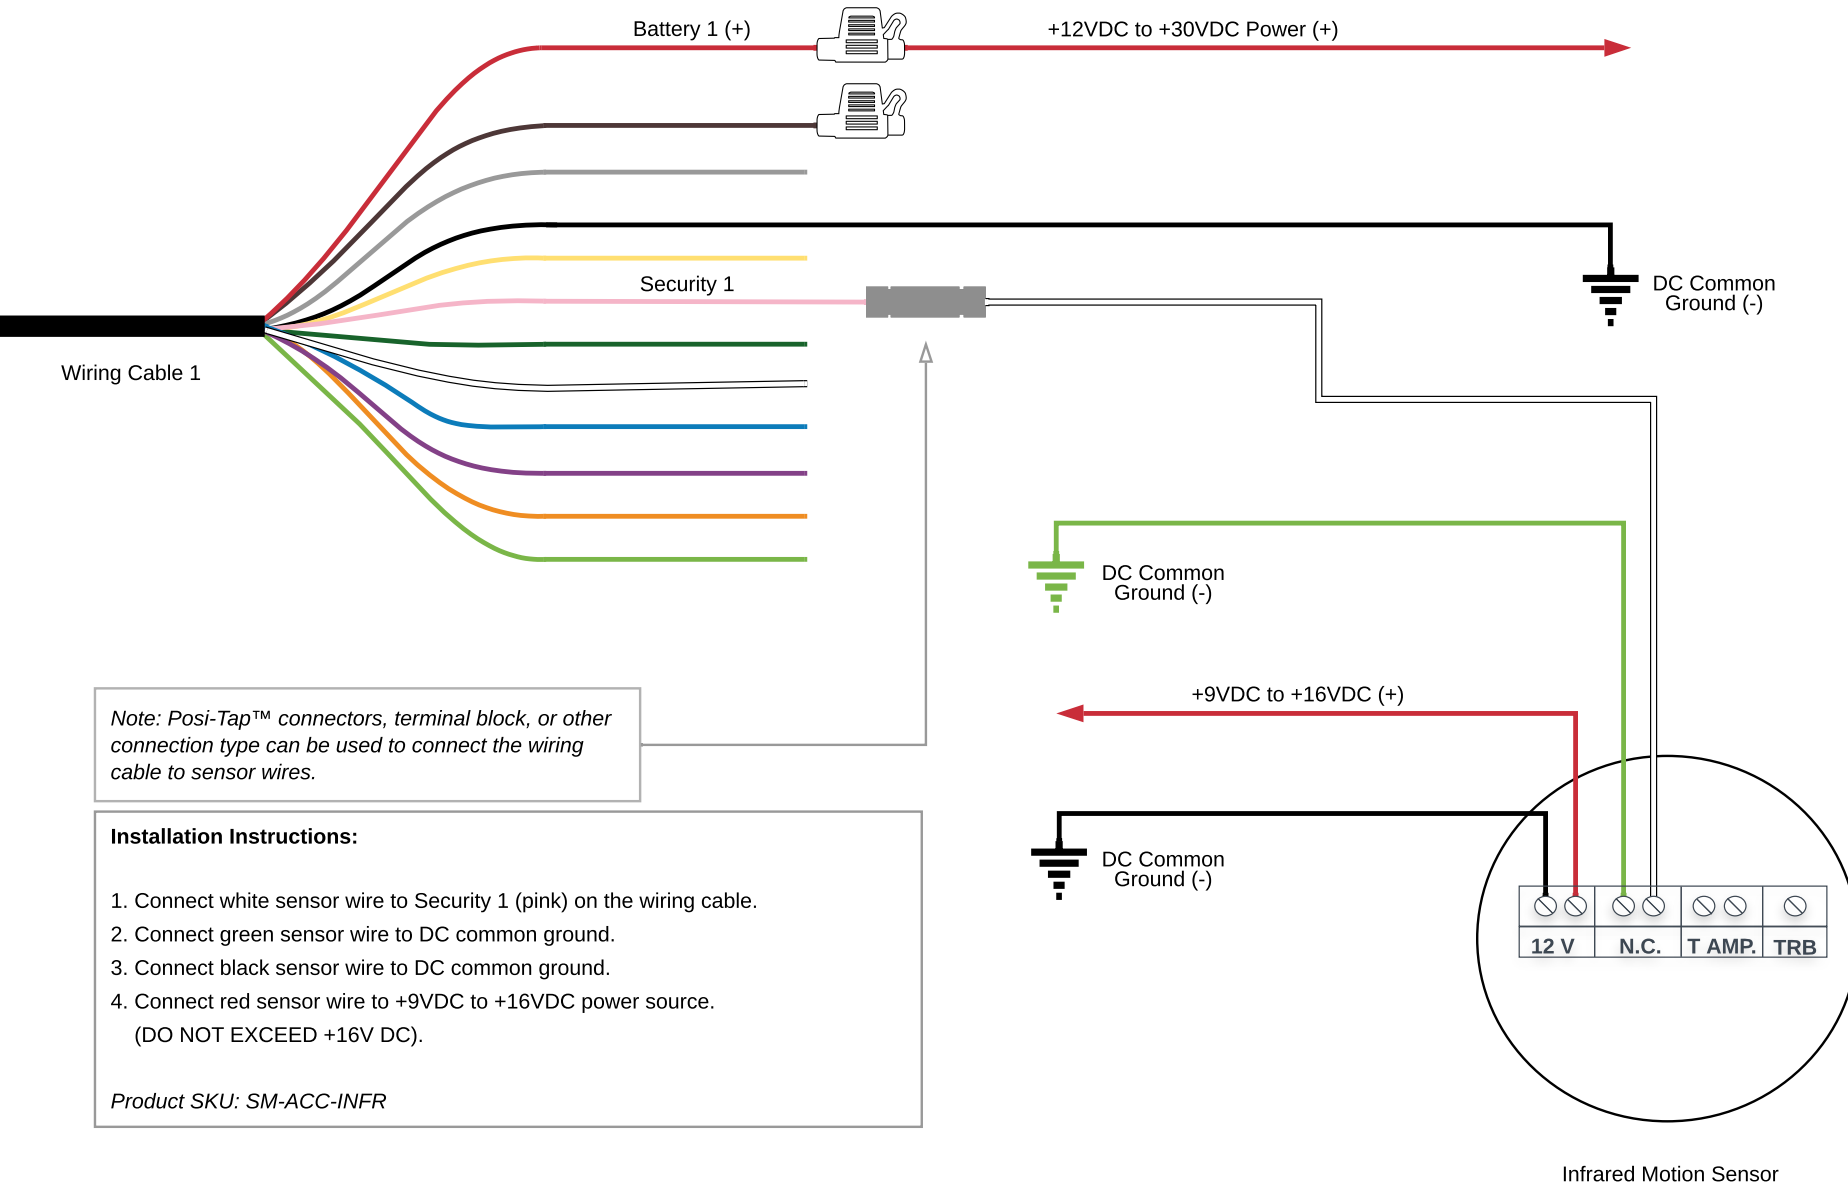 Battery 1 (+)
+12VDC to +30VDC Power (+)
Security 1
DC Common
Ground (-)
Wiring Cable 1
DC Common
Ground (-)
+9VDC to +16VDC (+)
Note: Posi-Tap™ connectors, terminal block, or other
connection type can be used to connect the wiring
cable to sensor wires.
DC Common
Ground (-)
Installation Instructions:
1. Connect white sensor wire to Security 1 (pink) on the wiring cable.
2. Connect green sensor wire to DC common ground.
3. Connect black sensor wire to DC common ground.
4. Connect red sensor wire to +9VDC to +16VDC power source.
(DO NOT EXCEED +16V DC).
Product SKU: SM-ACC-INFR
12 V N.C. T AMP. TRB
Infrared Motion Sensor